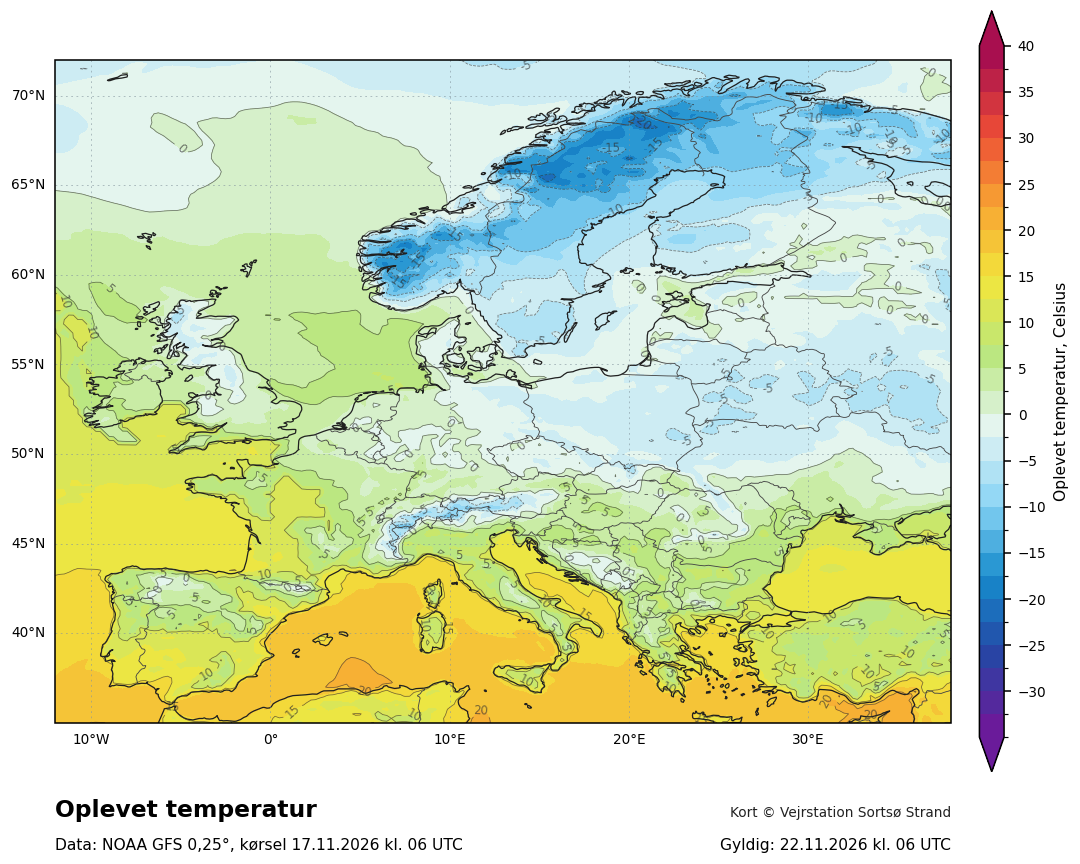 40
35
30
25
20
15
10
5
0
−5
−10
−15
−20
−25
−30
Oplevet temperatur, Celsius
70°N
65°N
60°N
55°N
50°N
45°N
40°N
10°W 0° 10°E 20°E 30°E
Oplevet temperatur
Kort © Vejrstation Sortsø Strand
Data: NOAA GFS 0,25°, kørsel 17.11.2026 kl. 06 UTC
Gyldig: 22.11.2026 kl. 06 UTC